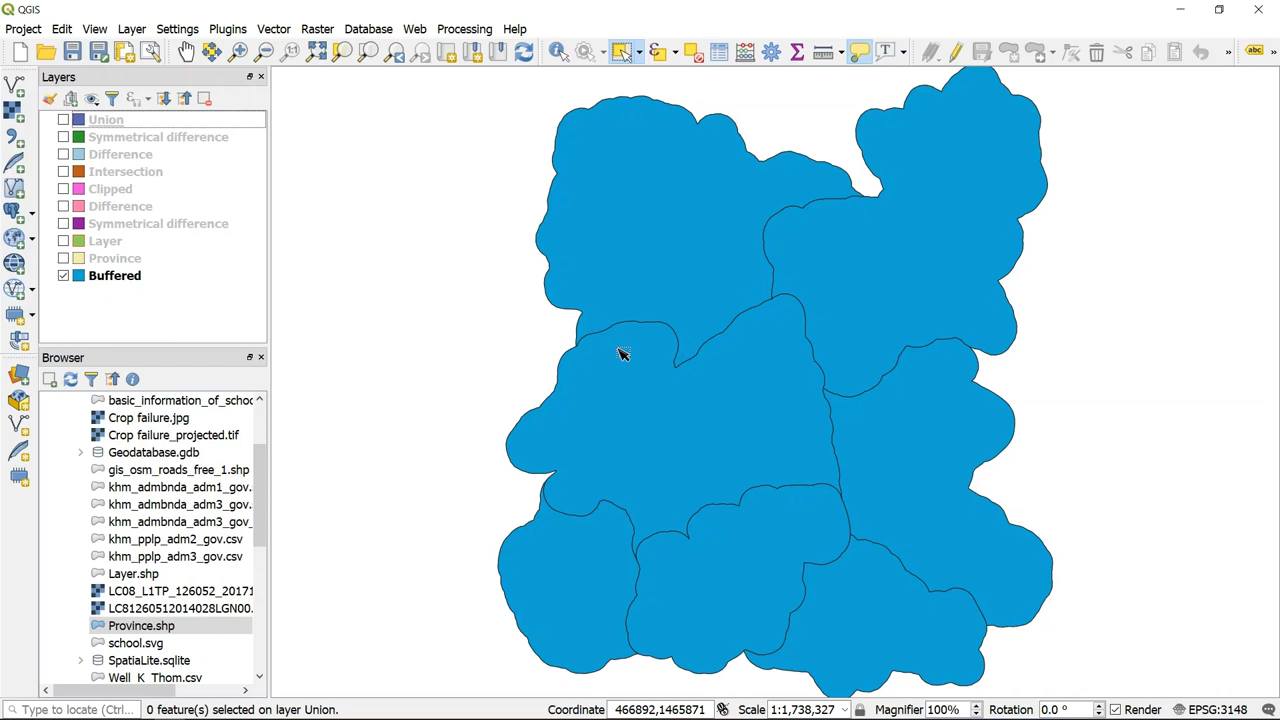 QGIS
Project Edit View Layer Settings Plugins Vector Raster Database Web Processing Help
abc
Layers
Union
Symmetrical difference
Difference
Intersection
Clipped
Difference
Symmetrical difference
Layer
Province
Buffered
Browser
basic_information_of_schoo
Crop failure.jpg
Crop failure_projected.tif
Geodatabase.gdb
gis_osm_roads_free_1.shp
khm_admbnda_adm1_gov.
khm_admbnda_adm3_gov.
khm_admbnda_adm3_gov_
khm_pplp_adm2_gov.csv
khm_pplp_adm3_gov.csv
Layer.shp
LC08_L1TP_126052_20171
LC81260512014028LGN00.
Province.shp
school.svg
SpatiaLite.sqlite
Well_K_Thom.csv
Type to locate (Ctrl... 0 feature(s) selected on layer Union. Coordinate 466892,1465871 Scale 1:1,738,327 Magnifier 100% Rotation 0.0 ° Render EPSG:3148